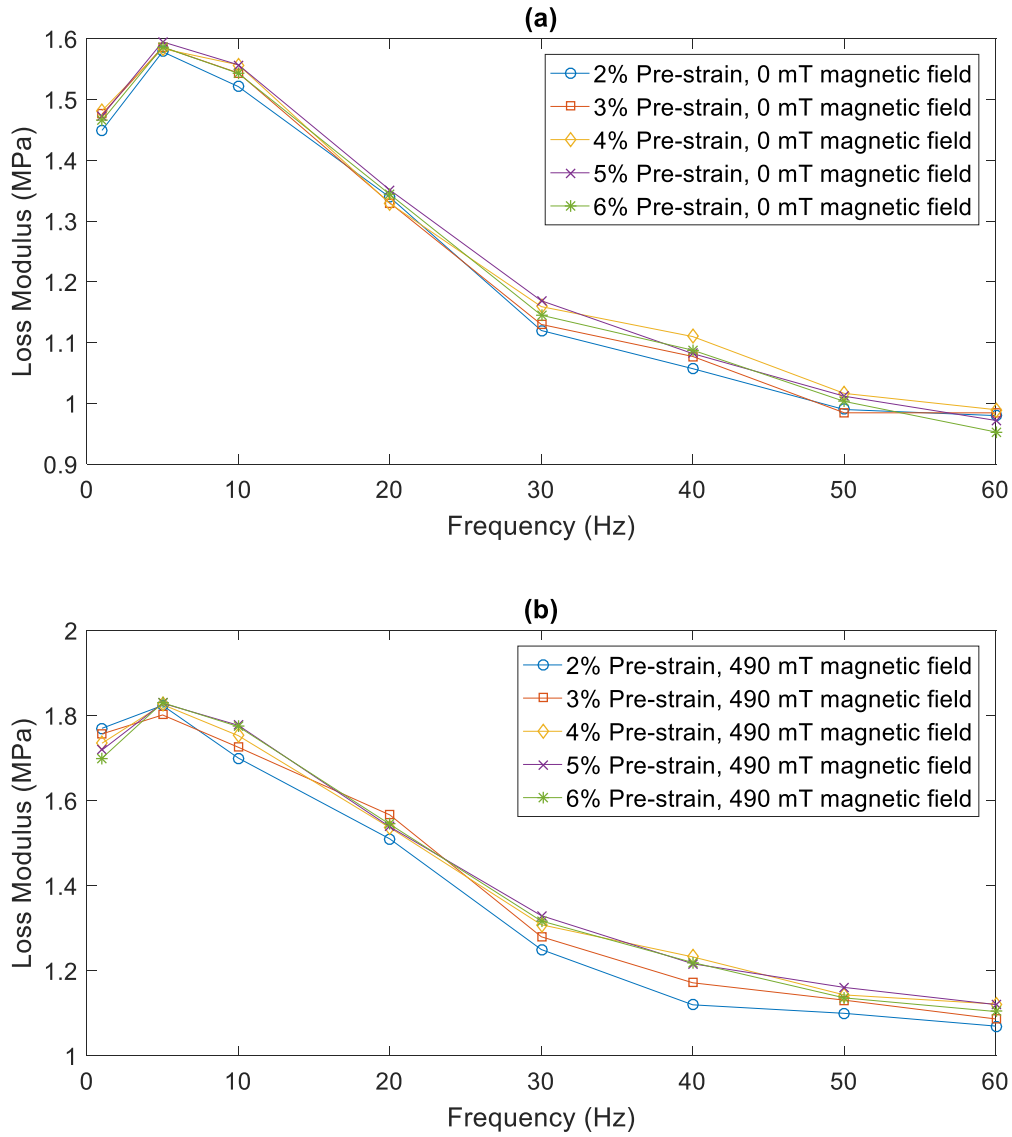 (a)
1.6
1.5
1.4
1.3
1.2
1.1
1
0.9
Loss Modulus (MPa)
2% Pre-strain, 0 mT magnetic field
3% Pre-strain, 0 mT magnetic field
4% Pre-strain, 0 mT magnetic field
5% Pre-strain, 0 mT magnetic field
6% Pre-strain, 0 mT magnetic field
0 10 20 30 40 50 60
Frequency (Hz)
(b)
2
1.8
1.6
1.4
1.2
1
Loss Modulus (MPa)
2% Pre-strain, 490 mT magnetic field
3% Pre-strain, 490 mT magnetic field
4% Pre-strain, 490 mT magnetic field
5% Pre-strain, 490 mT magnetic field
6% Pre-strain, 490 mT magnetic field
0 10 20 30 40 50 60
Frequency (Hz)